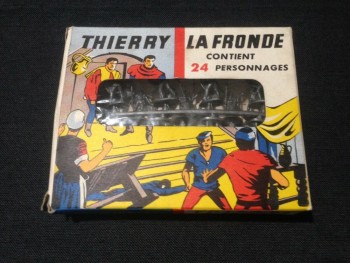 THIERRY LA FRONDE
CONTIENT
24 PERSONNAGES